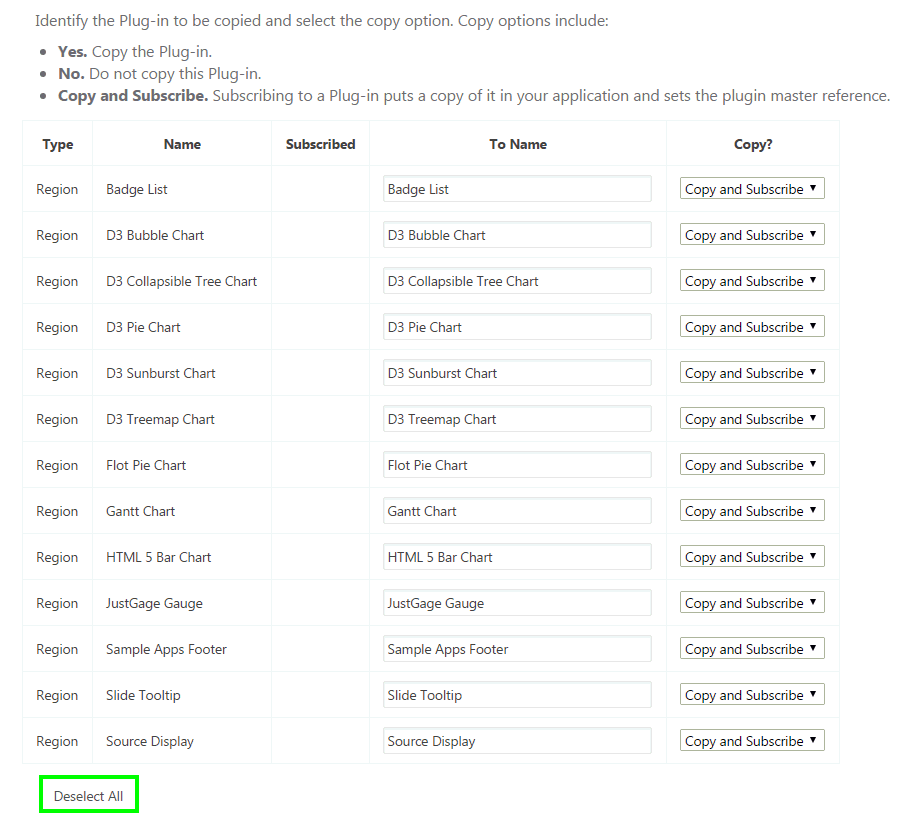 Identify the Plug-in to be copied and select the copy option. Copy options include:
Yes. Copy the Plug-in.
No. Do not copy this Plug-in.
Copy and Subscribe. Subscribing to a Plug-in puts a copy of it in your application and sets the plugin master reference.
Type Name Subscribed To Name Copy?
Region Badge List Badge List Copy and Subscribe
Region D3 Bubble Chart D3 Bubble Chart Copy and Subscribe
Region D3 Collapsible Tree Chart D3 Collapsible Tree Chart Copy and Subscribe
Region D3 Pie Chart D3 Pie Chart Copy and Subscribe
Region D3 Sunburst Chart D3 Sunburst Chart Copy and Subscribe
Region D3 Treemap Chart D3 Treemap Chart Copy and Subscribe
Region Flot Pie Chart Flot Pie Chart Copy and Subscribe
Region Gantt Chart Gantt Chart Copy and Subscribe
Region HTML 5 Bar Chart HTML 5 Bar Chart Copy and Subscribe
Region JustGage Gauge JustGage Gauge Copy and Subscribe
Region Sample Apps Footer Sample Apps Footer Copy and Subscribe
Region Slide Tooltip Slide Tooltip Copy and Subscribe
Region Source Display Source Display Copy and Subscribe
Deselect All